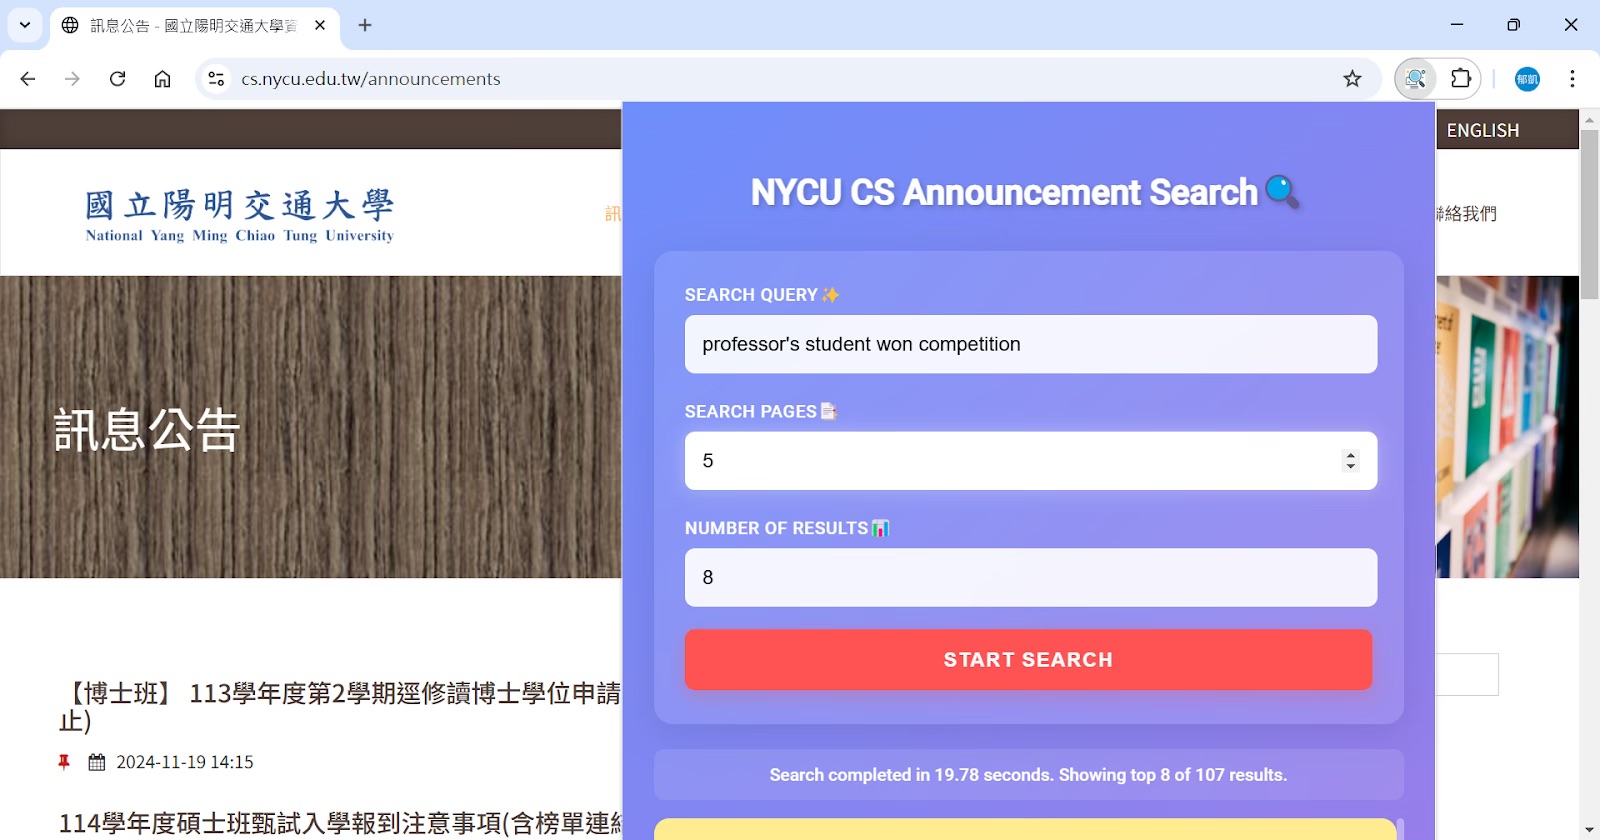 訊息公告 - 國立陽明交通大學資
cs.nycu.edu.tw/announcements
郁凱
ENGLISH
國立陽明交通大學
National Yang Ming Chiao Tung University
訊
聯絡我們
訊息公告
NYCU CS Announcement Search
SEARCH QUERY
professor's student won competition
SEARCH PAGES
5
NUMBER OF RESULTS
8
START SEARCH
Search completed in 19.78 seconds. Showing top 8 of 107 results.
【博士班】 113學年度第2學期逕修讀博士學位申請
止)
2024-11-19 14:15
114學年度碩士班甄試入學報到注意事項(含榜單連結